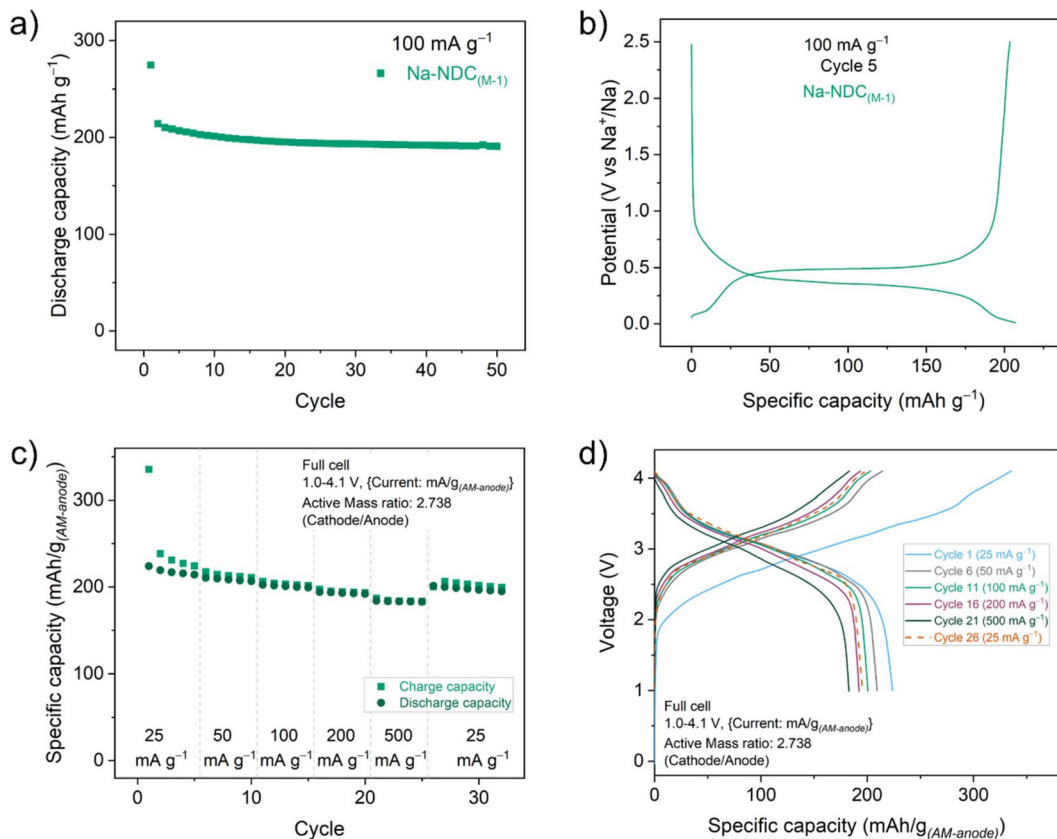 a)
300
200
100
0
0 10 20 30 40 50
Discharge capacity (mAh g⁻¹)
Cycle
100 mA g⁻¹
Na-NDC(M-1)
b)
2.5
2.0
1.5
1.0
0.5
0.0
0 50 100 150 200
Potential (V vs Na⁺/Na)
Specific capacity (mAh g⁻¹)
100 mA g⁻¹
Cycle 5
Na-NDC(M-1)
c)
300
200
100
0
0 10 20 30
Specific capacity (mAh/g(AM-anode))
Cycle
Full cell
1.0-4.1 V, {Current: mA/g(AM-anode)}
Active Mass ratio: 2.738
(Cathode/Anode)
Charge capacity
Discharge capacity
25 50 100 200 500 25
mA g⁻¹ mA g⁻¹ mA g⁻¹ mA g⁻¹ mA g⁻¹ mA g⁻¹
d)
4
3
2
1
0
0 100 200 300
Voltage (V)
Specific capacity (mAh/g(AM-anode))
Cycle 1 (25 mA g⁻¹)
Cycle 6 (50 mA g⁻¹)
Cycle 11 (100 mA g⁻¹)
Cycle 16 (200 mA g⁻¹)
Cycle 21 (500 mA g⁻¹)
Cycle 26 (25 mA g⁻¹)
Full cell
1.0-4.1 V, {Current: mA/g(AM-anode)}
Active Mass ratio: 2.738
(Cathode/Anode)